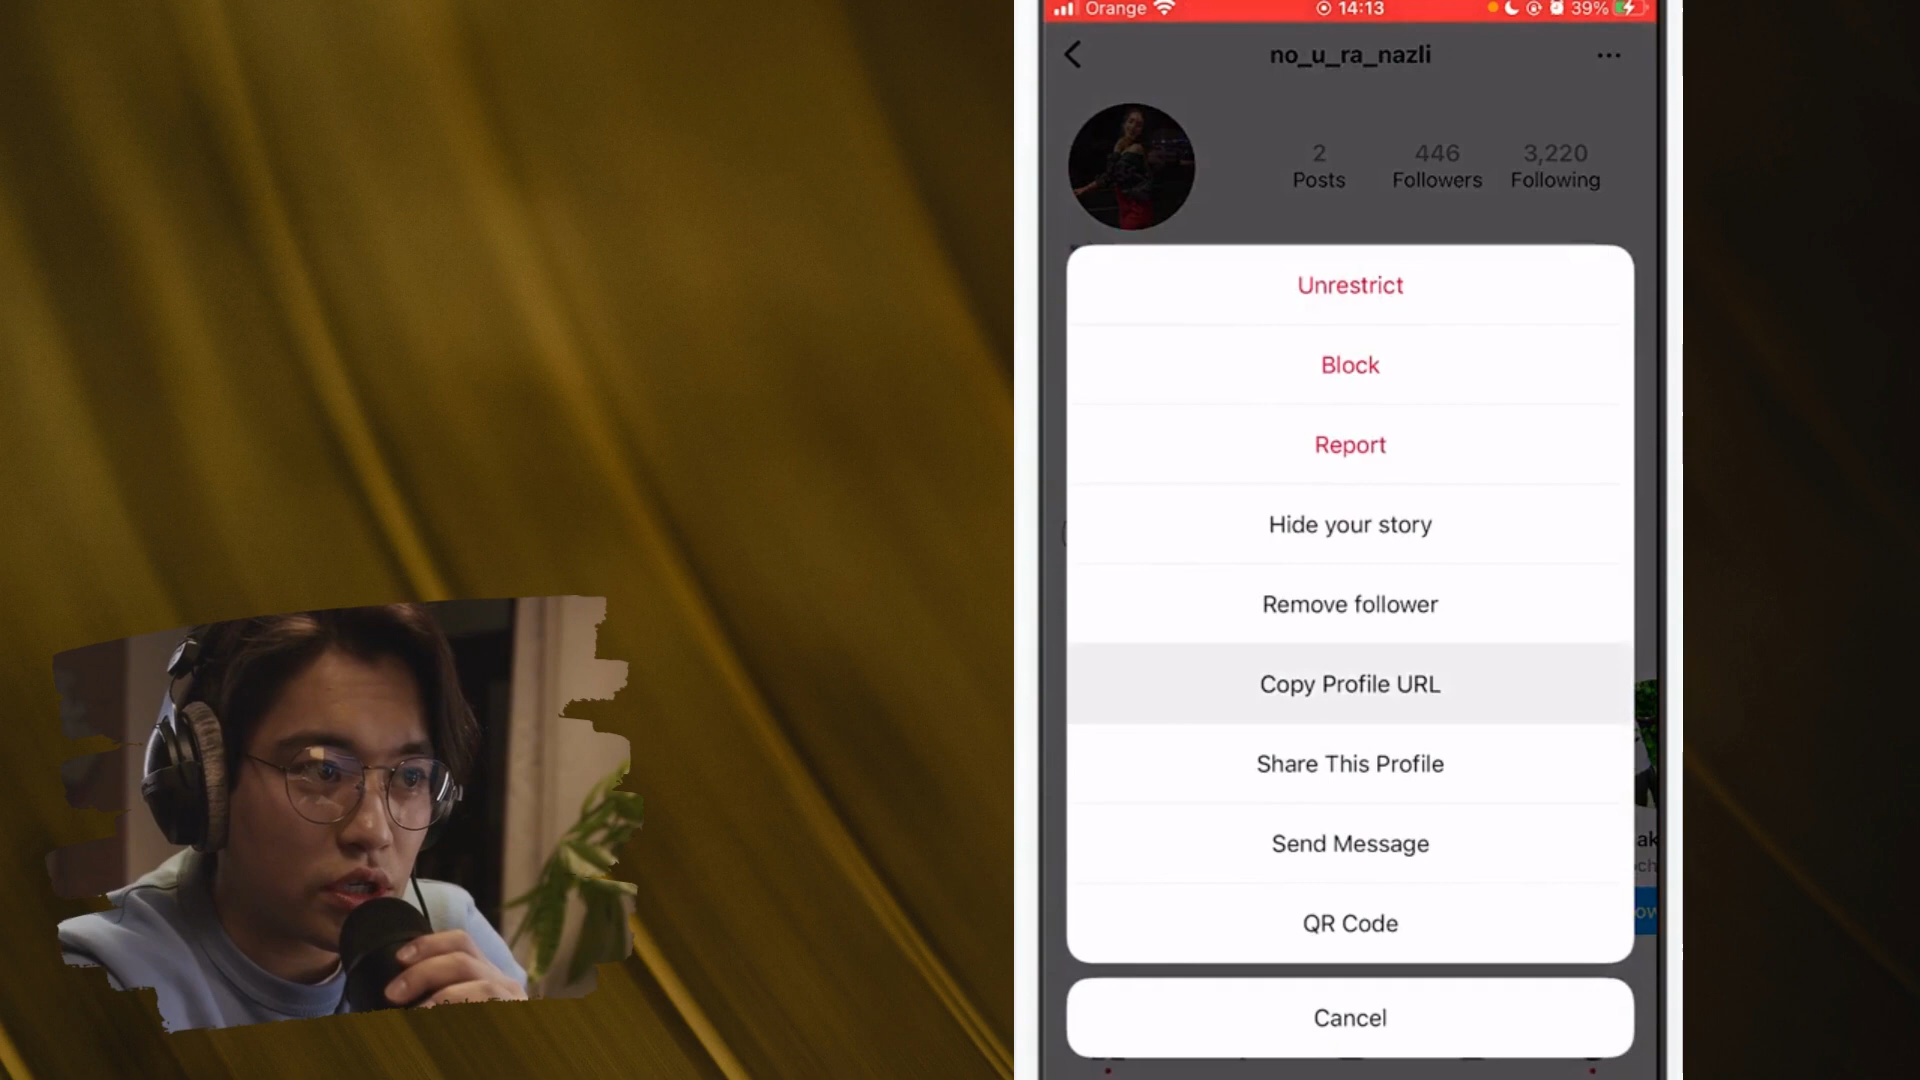 Orange 14:13 39%
no_u_ra_nazli
2 446 3,220
Posts Followers Following
Unrestrict
Block
Report
Hide your story
Remove follower
Copy Profile URL
Share This Profile
Send Message
QR Code
Cancel